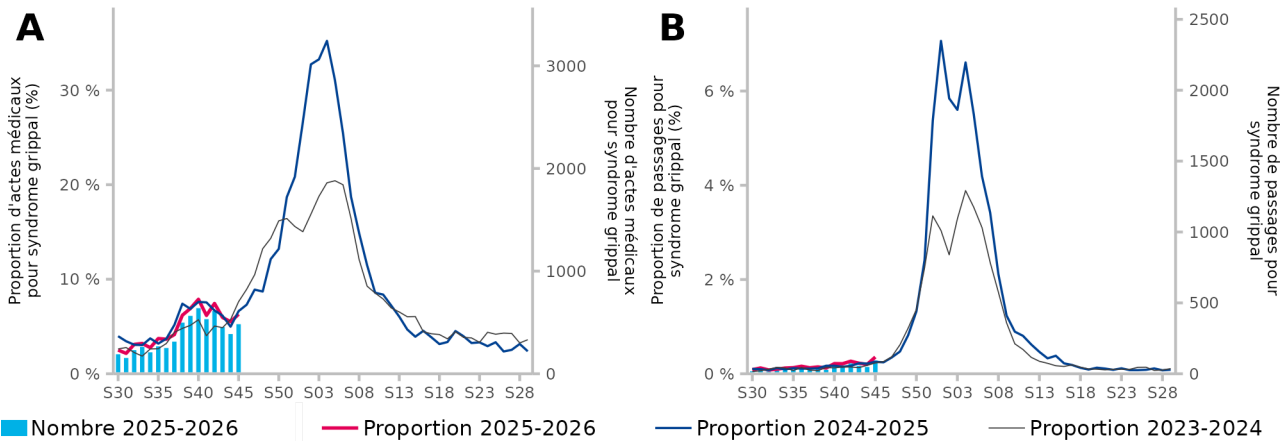 A
Proportion d'actes médicaux
pour syndrome grippal (%)
30 %
20 %
10 %
0 %
3000
2000
1000
0
Nombre d'actes médicaux
pour syndrome grippal
S30 S35 S40 S45 S50 S03 S08 S13 S18 S23 S28
B
Proportion de passages pour
syndrome grippal (%)
6 %
4 %
2 %
0 %
2500
2000
1500
1000
500
0
Nombre de passages pour
syndrome grippal
S30 S35 S40 S45 S50 S03 S08 S13 S18 S23 S28
Nombre 2025-2026 Proportion 2025-2026 Proportion 2024-2025 Proportion 2023-2024